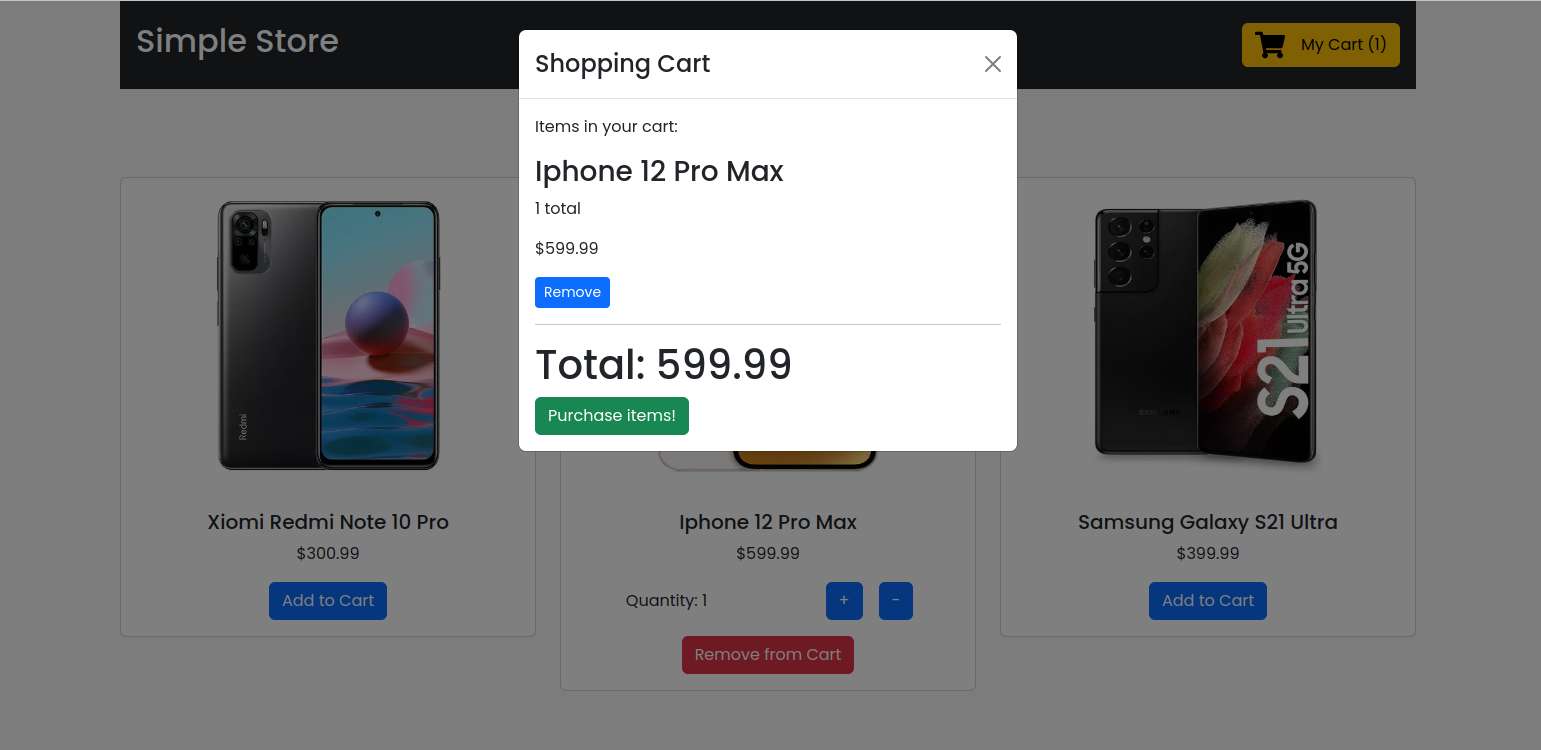 Simple Store
My Cart (1)
Shopping Cart
Items in your cart:
Iphone 12 Pro Max
1 total
$599.99
Remove
Total: 599.99
Purchase items!
Redmi
S21 Ultra 5G
Xiomi Redmi Note 10 Pro
$300.99
Add to Cart
Iphone 12 Pro Max
$599.99
Quantity: 1
+
-
Remove from Cart
Samsung Galaxy S21 Ultra
$399.99
Add to Cart